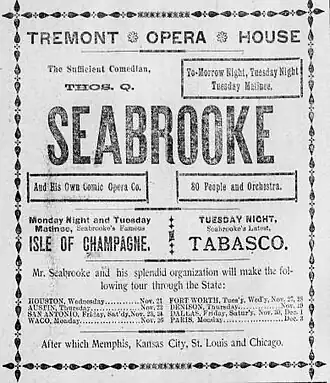 TREMONT OPERA HOUSE
The Sufficient Comedian,
THOS. Q.
To-Morrow Night, Tuesday Night
Tuesday Matinee.
SEABROOKE
And His Own Comic Opera Co.
80 People and Orchestra.
Monday Night and Tuesday
Matinee, Seabrooke's Famous
ISLE OF CHAMPAGNE.
IN
TUESDAY NIGHT,
Seabrooke's Latest,
TABASCO.
Mr. Seabrooke and his splendid organization will make the fol-
lowing tour through the State:
HOUSTON, Wednesday..........Nov. 21
AUSTIN, Thursday..............Nov. 22
SAN ANTONIO, Friday, Sat'dy, Nov. 23, 24
WACO, Monday..................Nov. 26
FORT WORTH, Tues'y, Wed'y, Nov. 27, 28
DENISON, Thursday............Nov. 29
DALLAS, Friday, Satur'y, Nov. 30, Dec. 1
PARIS, Monday..................Dec. 3
After which Memphis, Kansas City, St. Louis and Chicago.